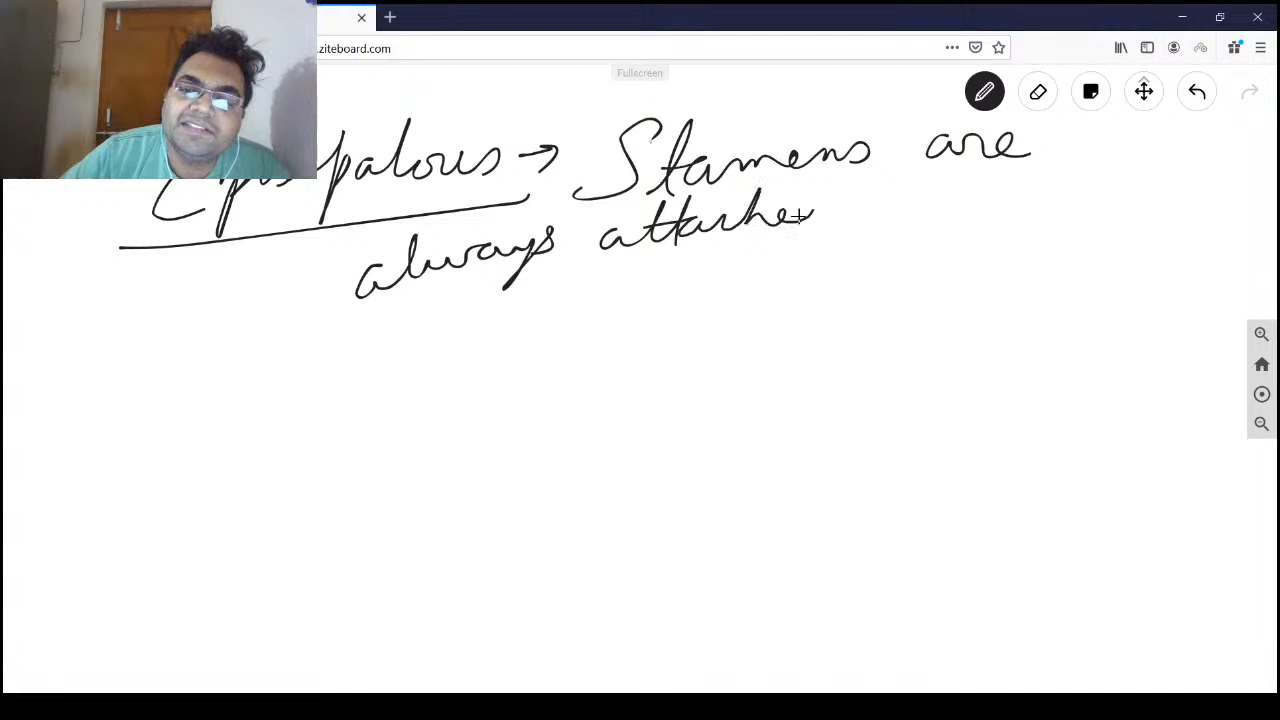 .ziteboard.com
Fullscreen
→ Stamens are
always attache